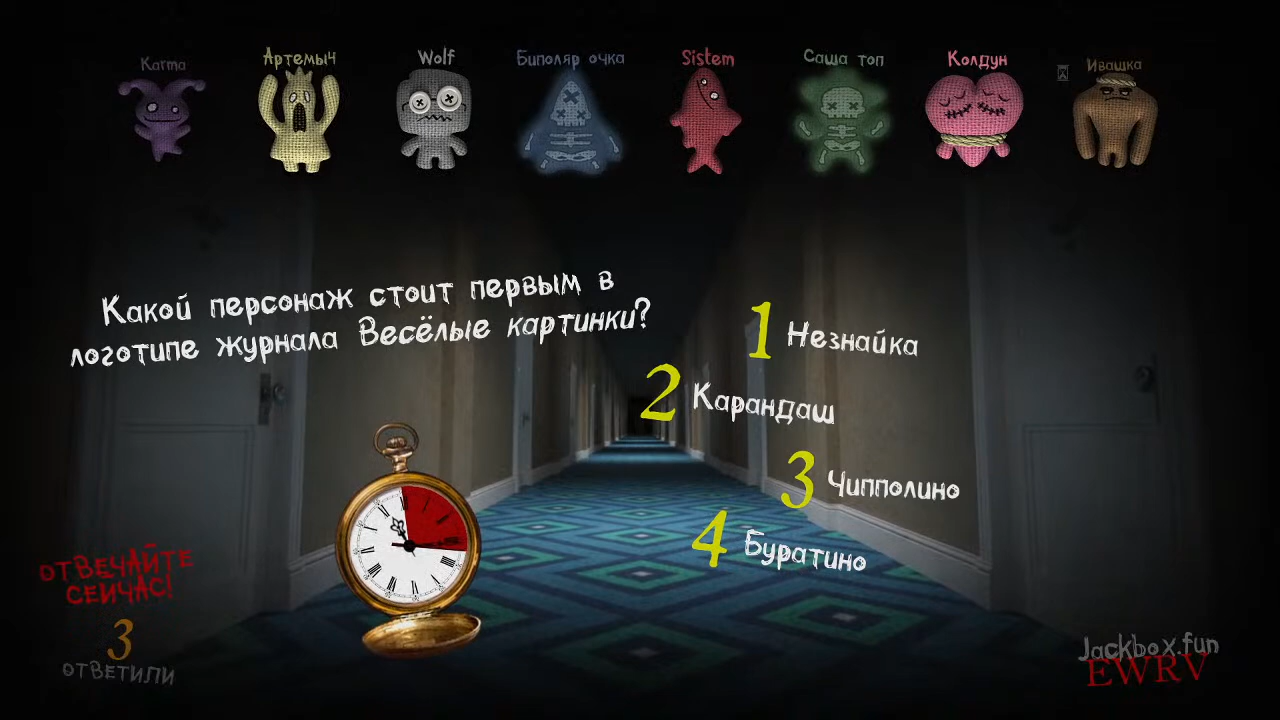 Karma
Артемыч
Wolf
Биполяр очка
Sistem
Саша топ
Колдун
Ивашка
Какой персонаж стоит первым в
логотипе журнала Весёлые картинки?
1 Незнайка
2 Карандаш
3 Чипполино
4 Буратино
ОТВЕЧАЙТЕ
СЕЙЧАС!
3
ОТВЕТИЛИ
Jackbox.fun
EWRV